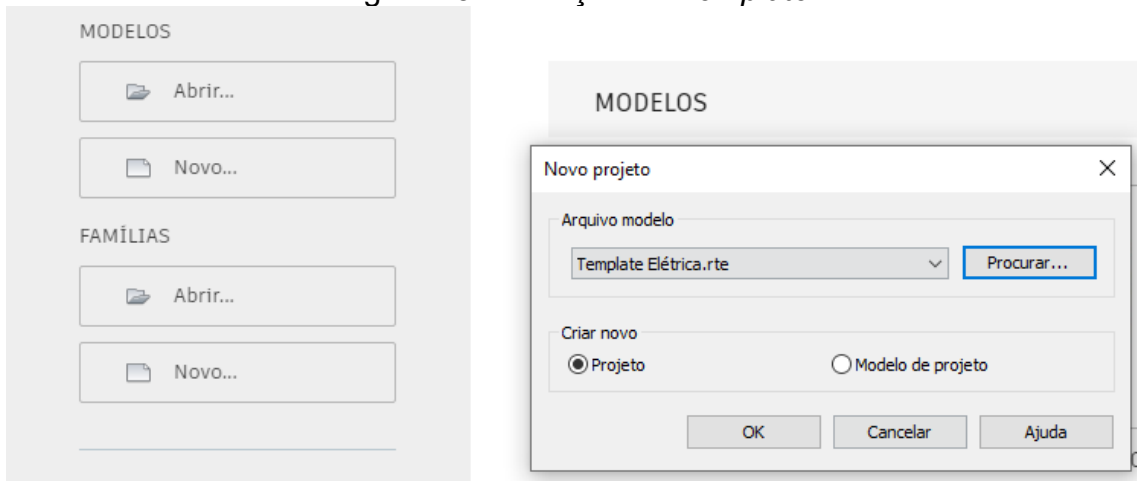 MODELOS
Abrir...
Novo...
FAMÍLIAS
Abrir...
Novo...
MODELOS
Novo projeto
Arquivo modelo
Template Elétrica.rte
Procurar...
Criar novo
Projeto
Modelo de projeto
OK
Cancelar
Ajuda